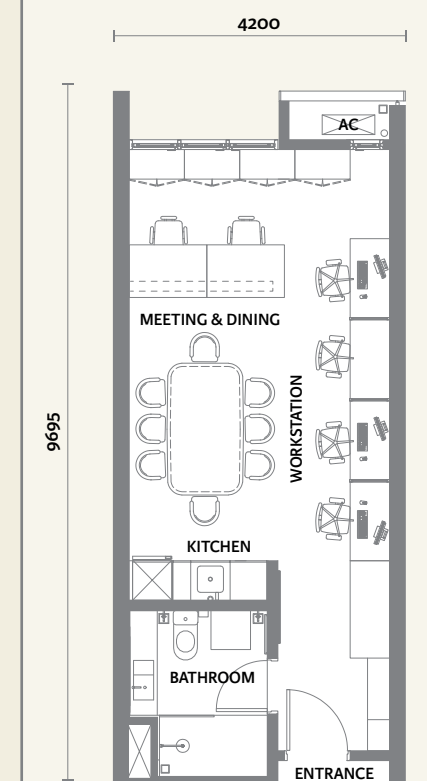 4200
AC
MEETING & DINING
9695
WORKSTATION
KITCHEN
BATHROOM
ENTRANCE